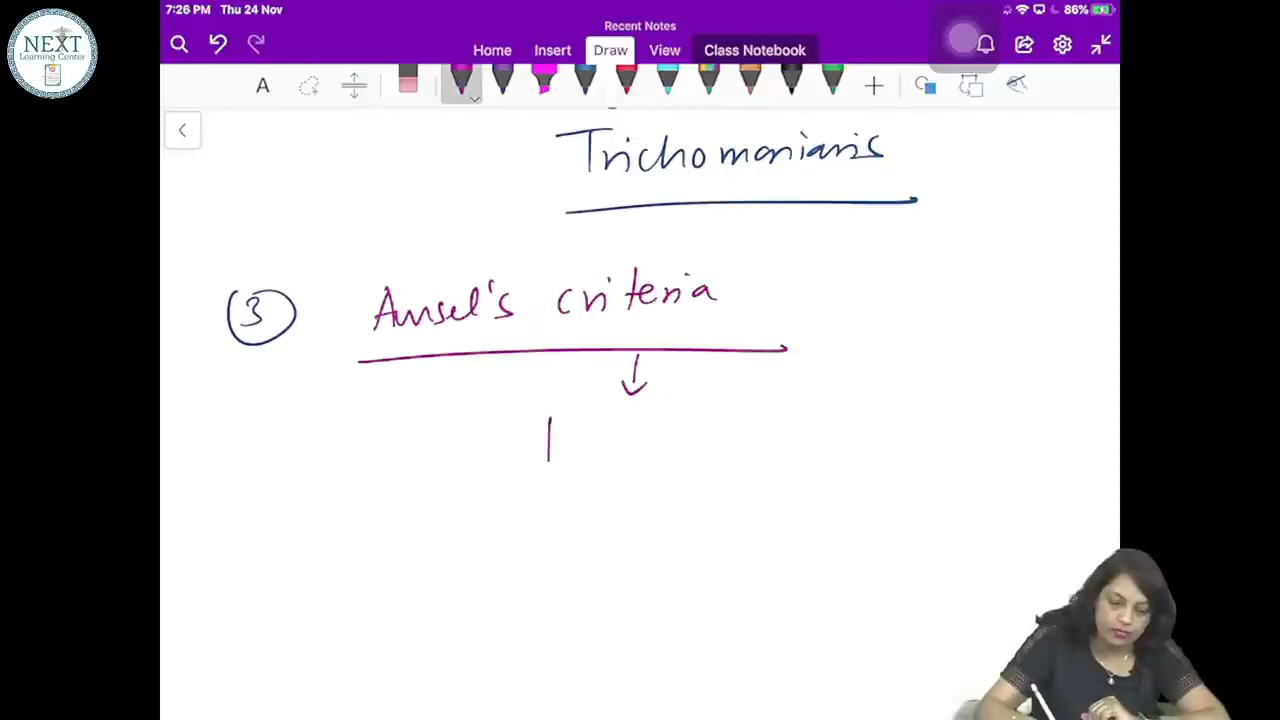 7:26 PM Thu 24 Nov
86%
NEXT
Learning Center
Recent Notes
Home Insert Draw View Class Notebook
A
Trichomoniasis
3 Amsel's criteria